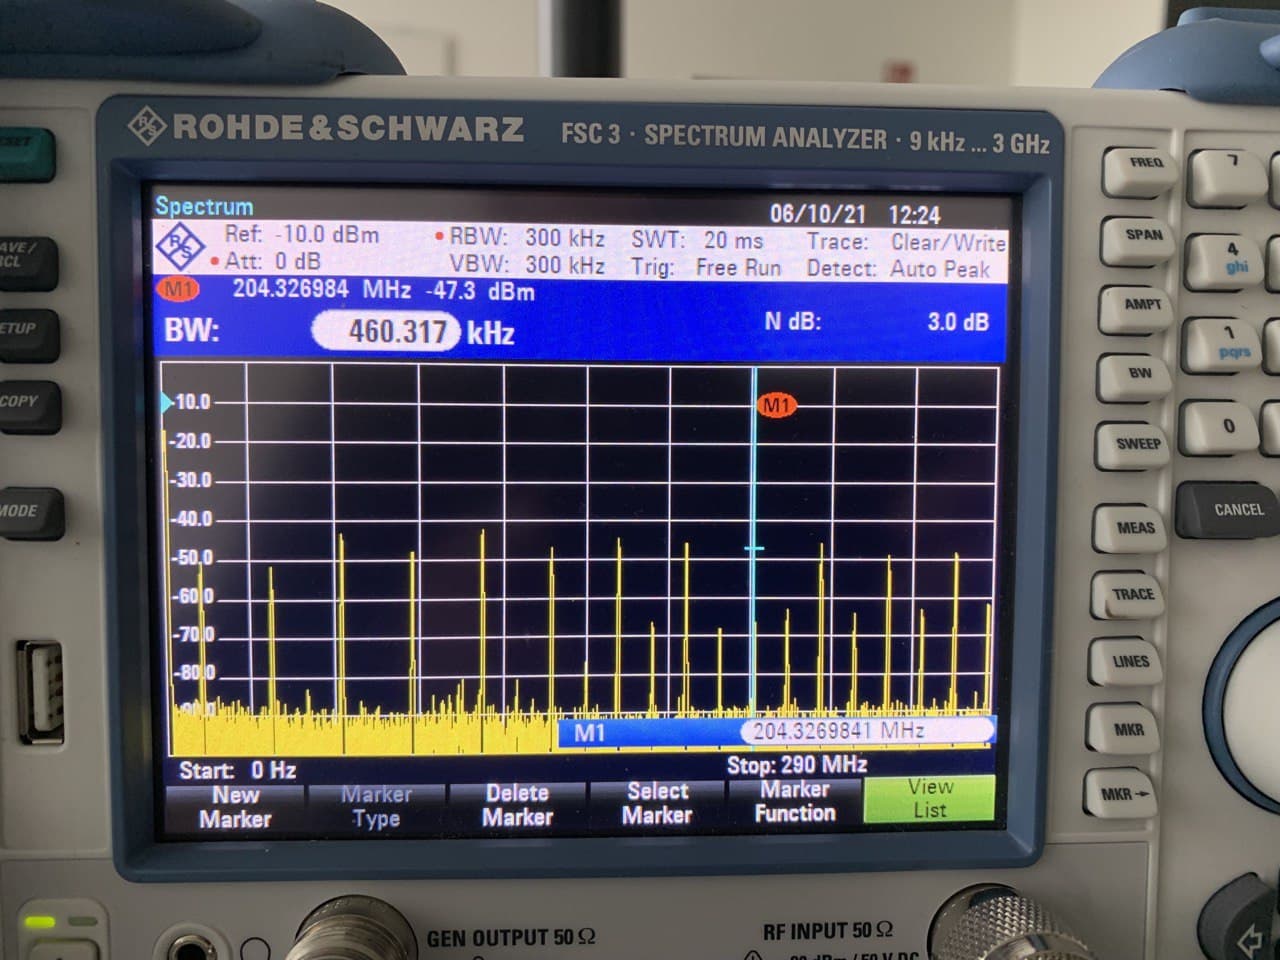 ROHDE&SCHWARZ FSC 3 · SPECTRUM ANALYZER · 9 kHz ... 3 GHz
Spectrum 06/10/21 12:24
Ref: -10.0 dBm • RBW: 300 kHz SWT: 20 ms Trace: Clear/Write
• Att: 0 dB VBW: 300 kHz Trig: Free Run Detect: Auto Peak
M1 204.326984 MHz -47.3 dBm
BW: 460.317 kHz N dB: 3.0 dB
M1
-10.0
-20.0
-30.0
-40.0
-50.0
-60.0
-70.0
-80.0
M1 204.3269841 MHz
Start: 0 Hz Stop: 290 MHz
New Marker
Marker Type
Delete Marker
Select Marker
Marker Function
View List
COPY
MODE
FREQ
SPAN
AMPT
BW
SWEEP
MEAS
TRACE
LINES
MKR
MKR→
7
4
ghi
1
pqrs
0
CANCEL
GEN OUTPUT 50 Ω
RF INPUT 50 Ω